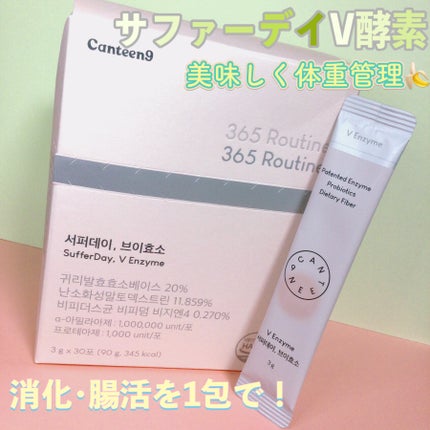 サファーデイV酵素
美味しく体重管理🍌
Canteen9
365 Routine
365 Routine
서퍼데이, 브이효소
SufferDay, V Enzyme
귀리발효효소베이스 20%
난소화성말토덱스트린 11.859%
비피더스균 비피덤 비지엔4 0.270%
α-아밀라아제 : 1,000,000 unit/포
프로테아제 : 1,000 unit/포
3 g x 30포 (90 g, 345 kcal)
V Enzyme
Patented Enzyme
Probiotics
Dietary Fiber
CANTEEN9
V Enzyme
서퍼데이, 브이효소
3g
消化･腸活を1包で！